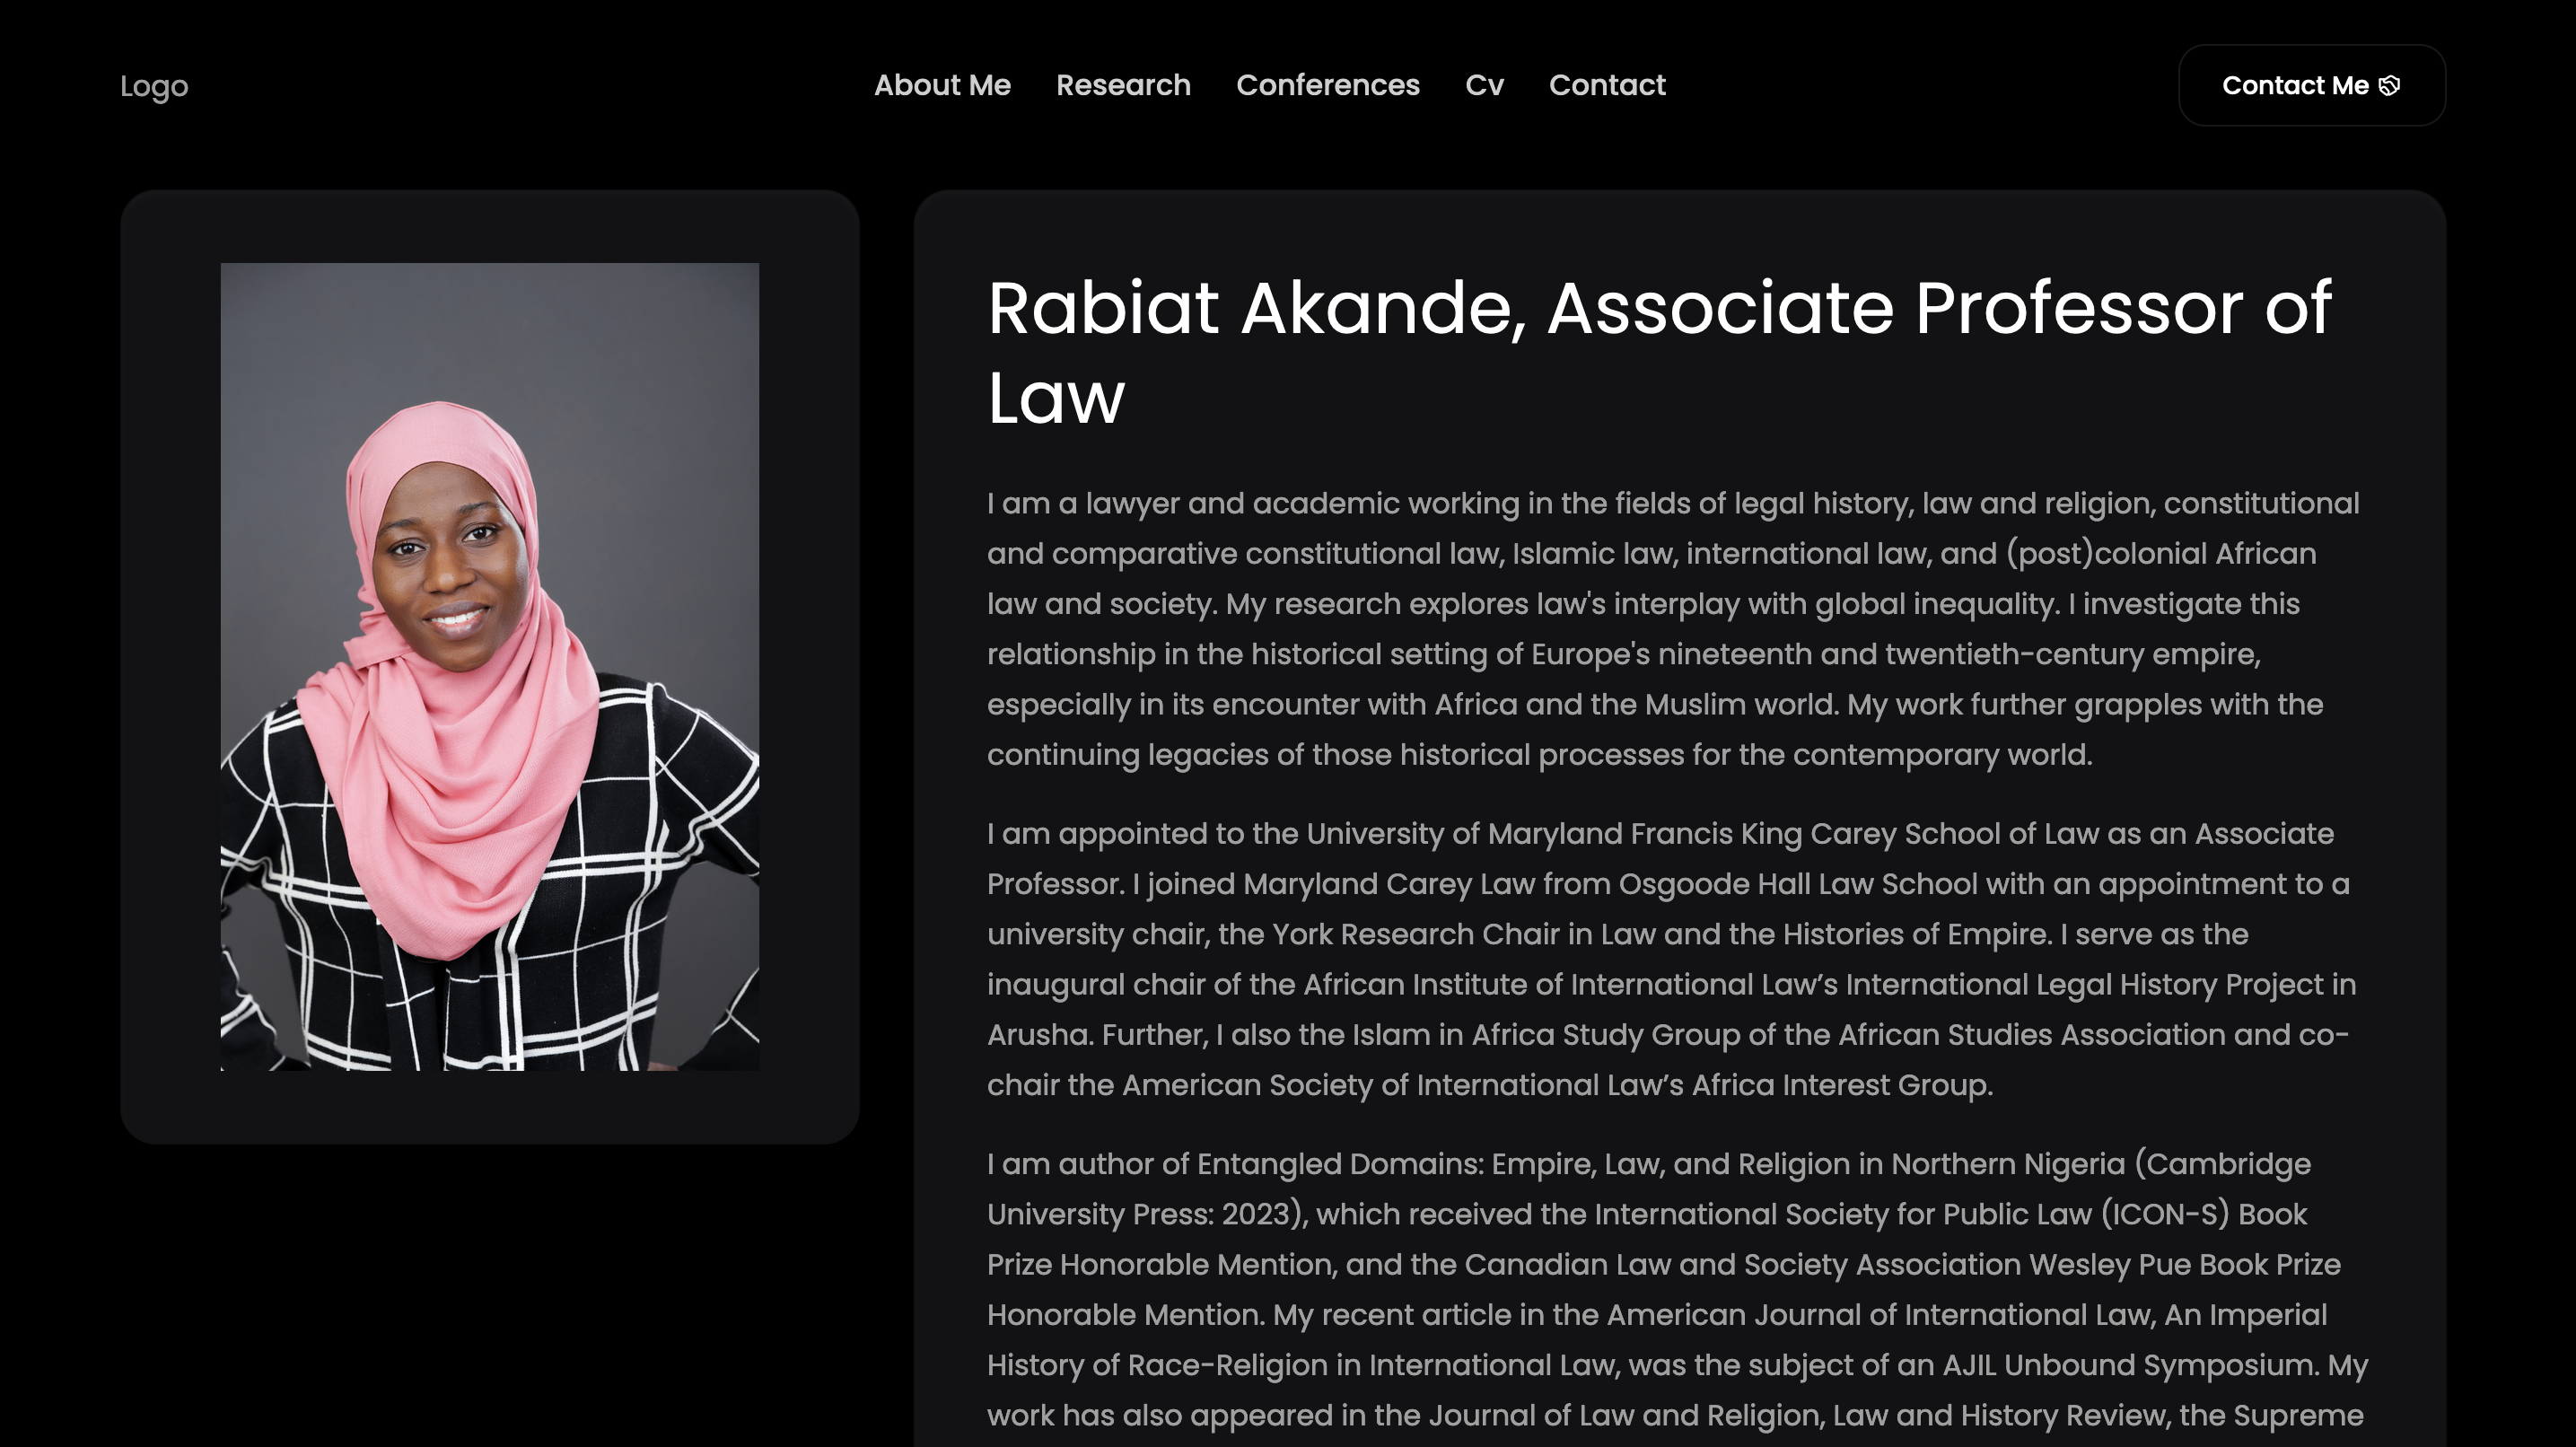 Logo
About Me
Research
Conferences
Cv
Contact
Contact Me
Rabiat Akande, Associate Professor of
Law
I am a lawyer and academic working in the fields of legal history, law and religion, constitutional
and comparative constitutional law, Islamic law, international law, and (post)colonial African
law and society. My research explores law's interplay with global inequality. I investigate this
relationship in the historical setting of Europe's nineteenth and twentieth-century empire,
especially in its encounter with Africa and the Muslim world. My work further grapples with the
continuing legacies of those historical processes for the contemporary world.
I am appointed to the University of Maryland Francis King Carey School of Law as an Associate
Professor. I joined Maryland Carey Law from Osgoode Hall Law School with an appointment to a
university chair, the York Research Chair in Law and the Histories of Empire. I serve as the
inaugural chair of the African Institute of International Law’s International Legal History Project in
Arusha. Further, I also the Islam in Africa Study Group of the African Studies Association and co-
chair the American Society of International Law’s Africa Interest Group.
I am author of Entangled Domains: Empire, Law, and Religion in Northern Nigeria (Cambridge
University Press: 2023), which received the International Society for Public Law (ICON-S) Book
Prize Honorable Mention, and the Canadian Law and Society Association Wesley Pue Book Prize
Honorable Mention. My recent article in the American Journal of International Law, An Imperial
History of Race-Religion in International Law, was the subject of an AJIL Unbound Symposium. My
work has also appeared in the Journal of Law and Religion, Law and History Review, the Supreme